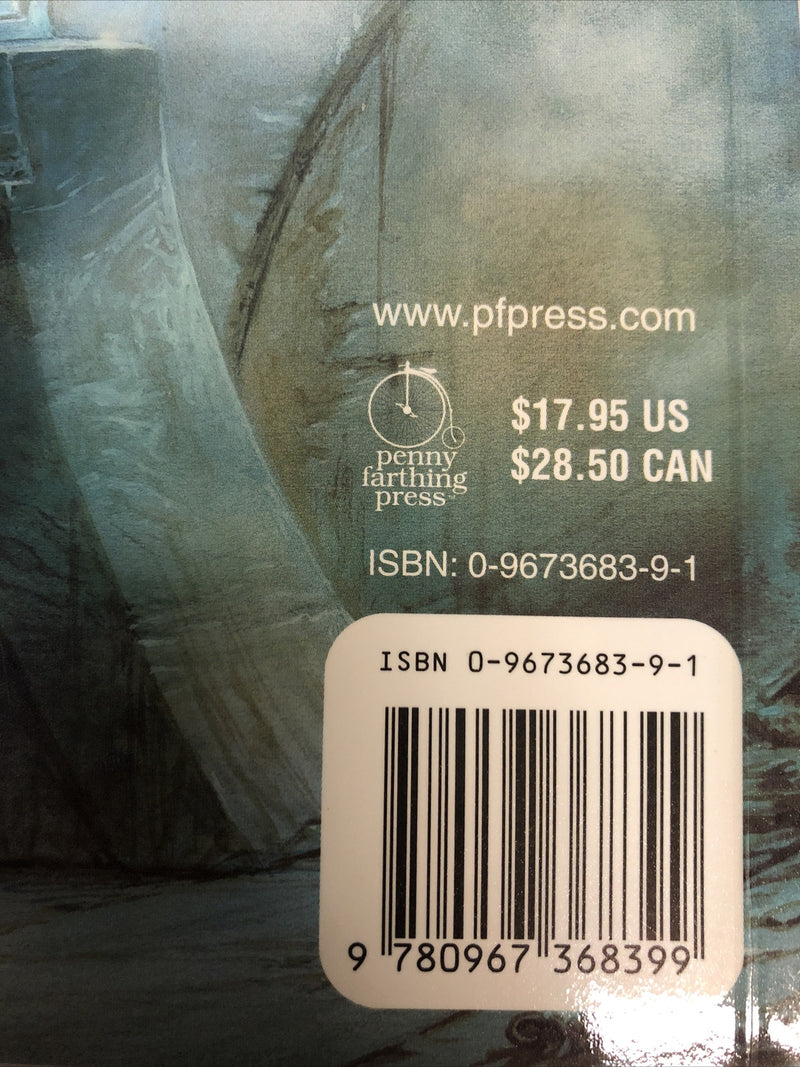 www.pfpress.com
$17.95 US
$28.50 CAN
penny
farthing
press™
ISBN: 0-9673683-9-1
ISBN 0-9673683-9-1
9 780967 368399